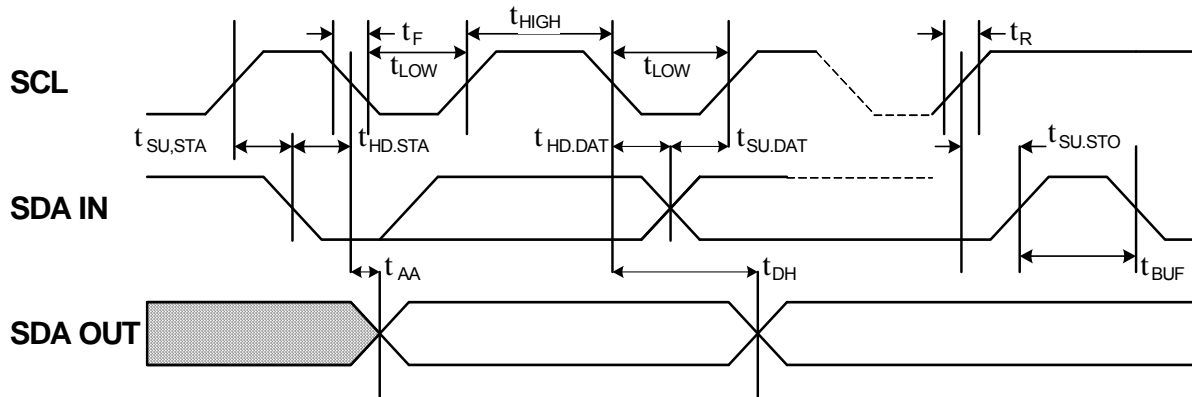 tHIGH
tF
tR
tLOW
tLOW
SCL
tSU,STA
tHD.STA
tHD.DAT
tSU.DAT
tSU.STO
SDA IN
tAA
tDH
tBUF
SDA OUT